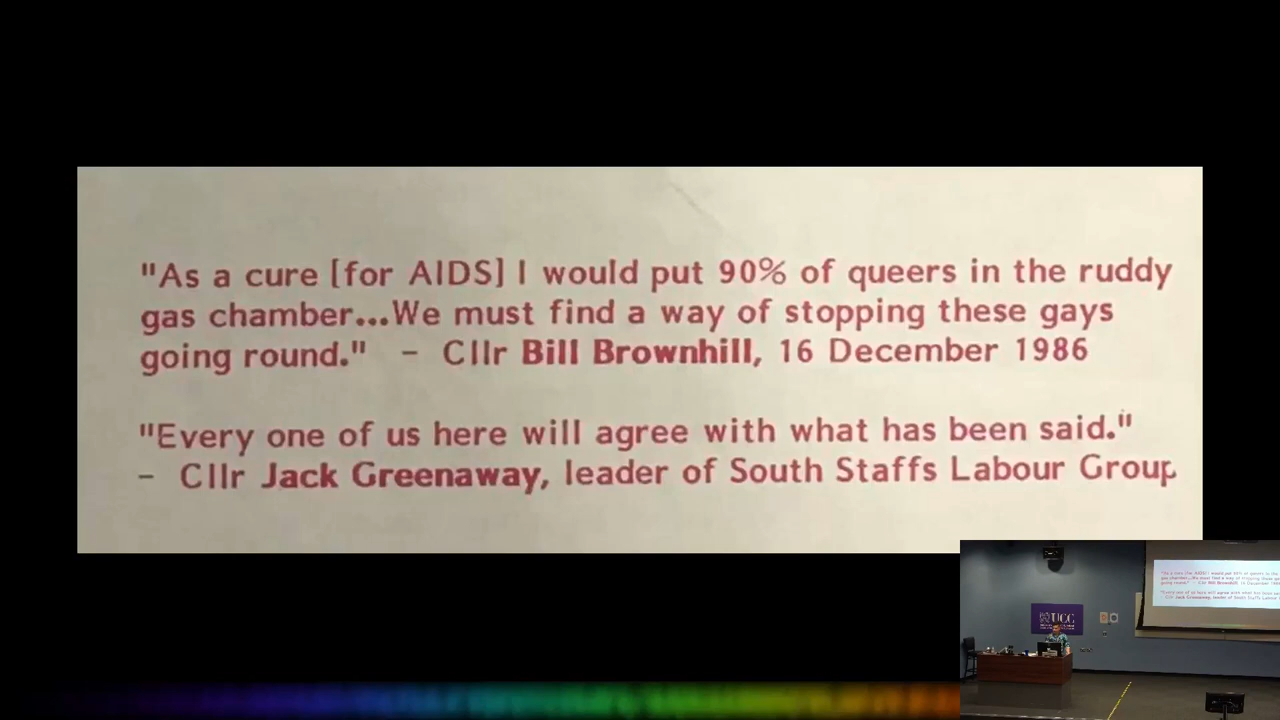 "As a cure [for AIDS] I would put 90% of queers in the ruddy
gas chamber...We must find a way of stopping these gays
going round." - Cllr Bill Brownhill, 16 December 1986
"Every one of us here will agree with what has been said."
- Cllr Jack Greenaway, leader of South Staffs Labour Group
UCC